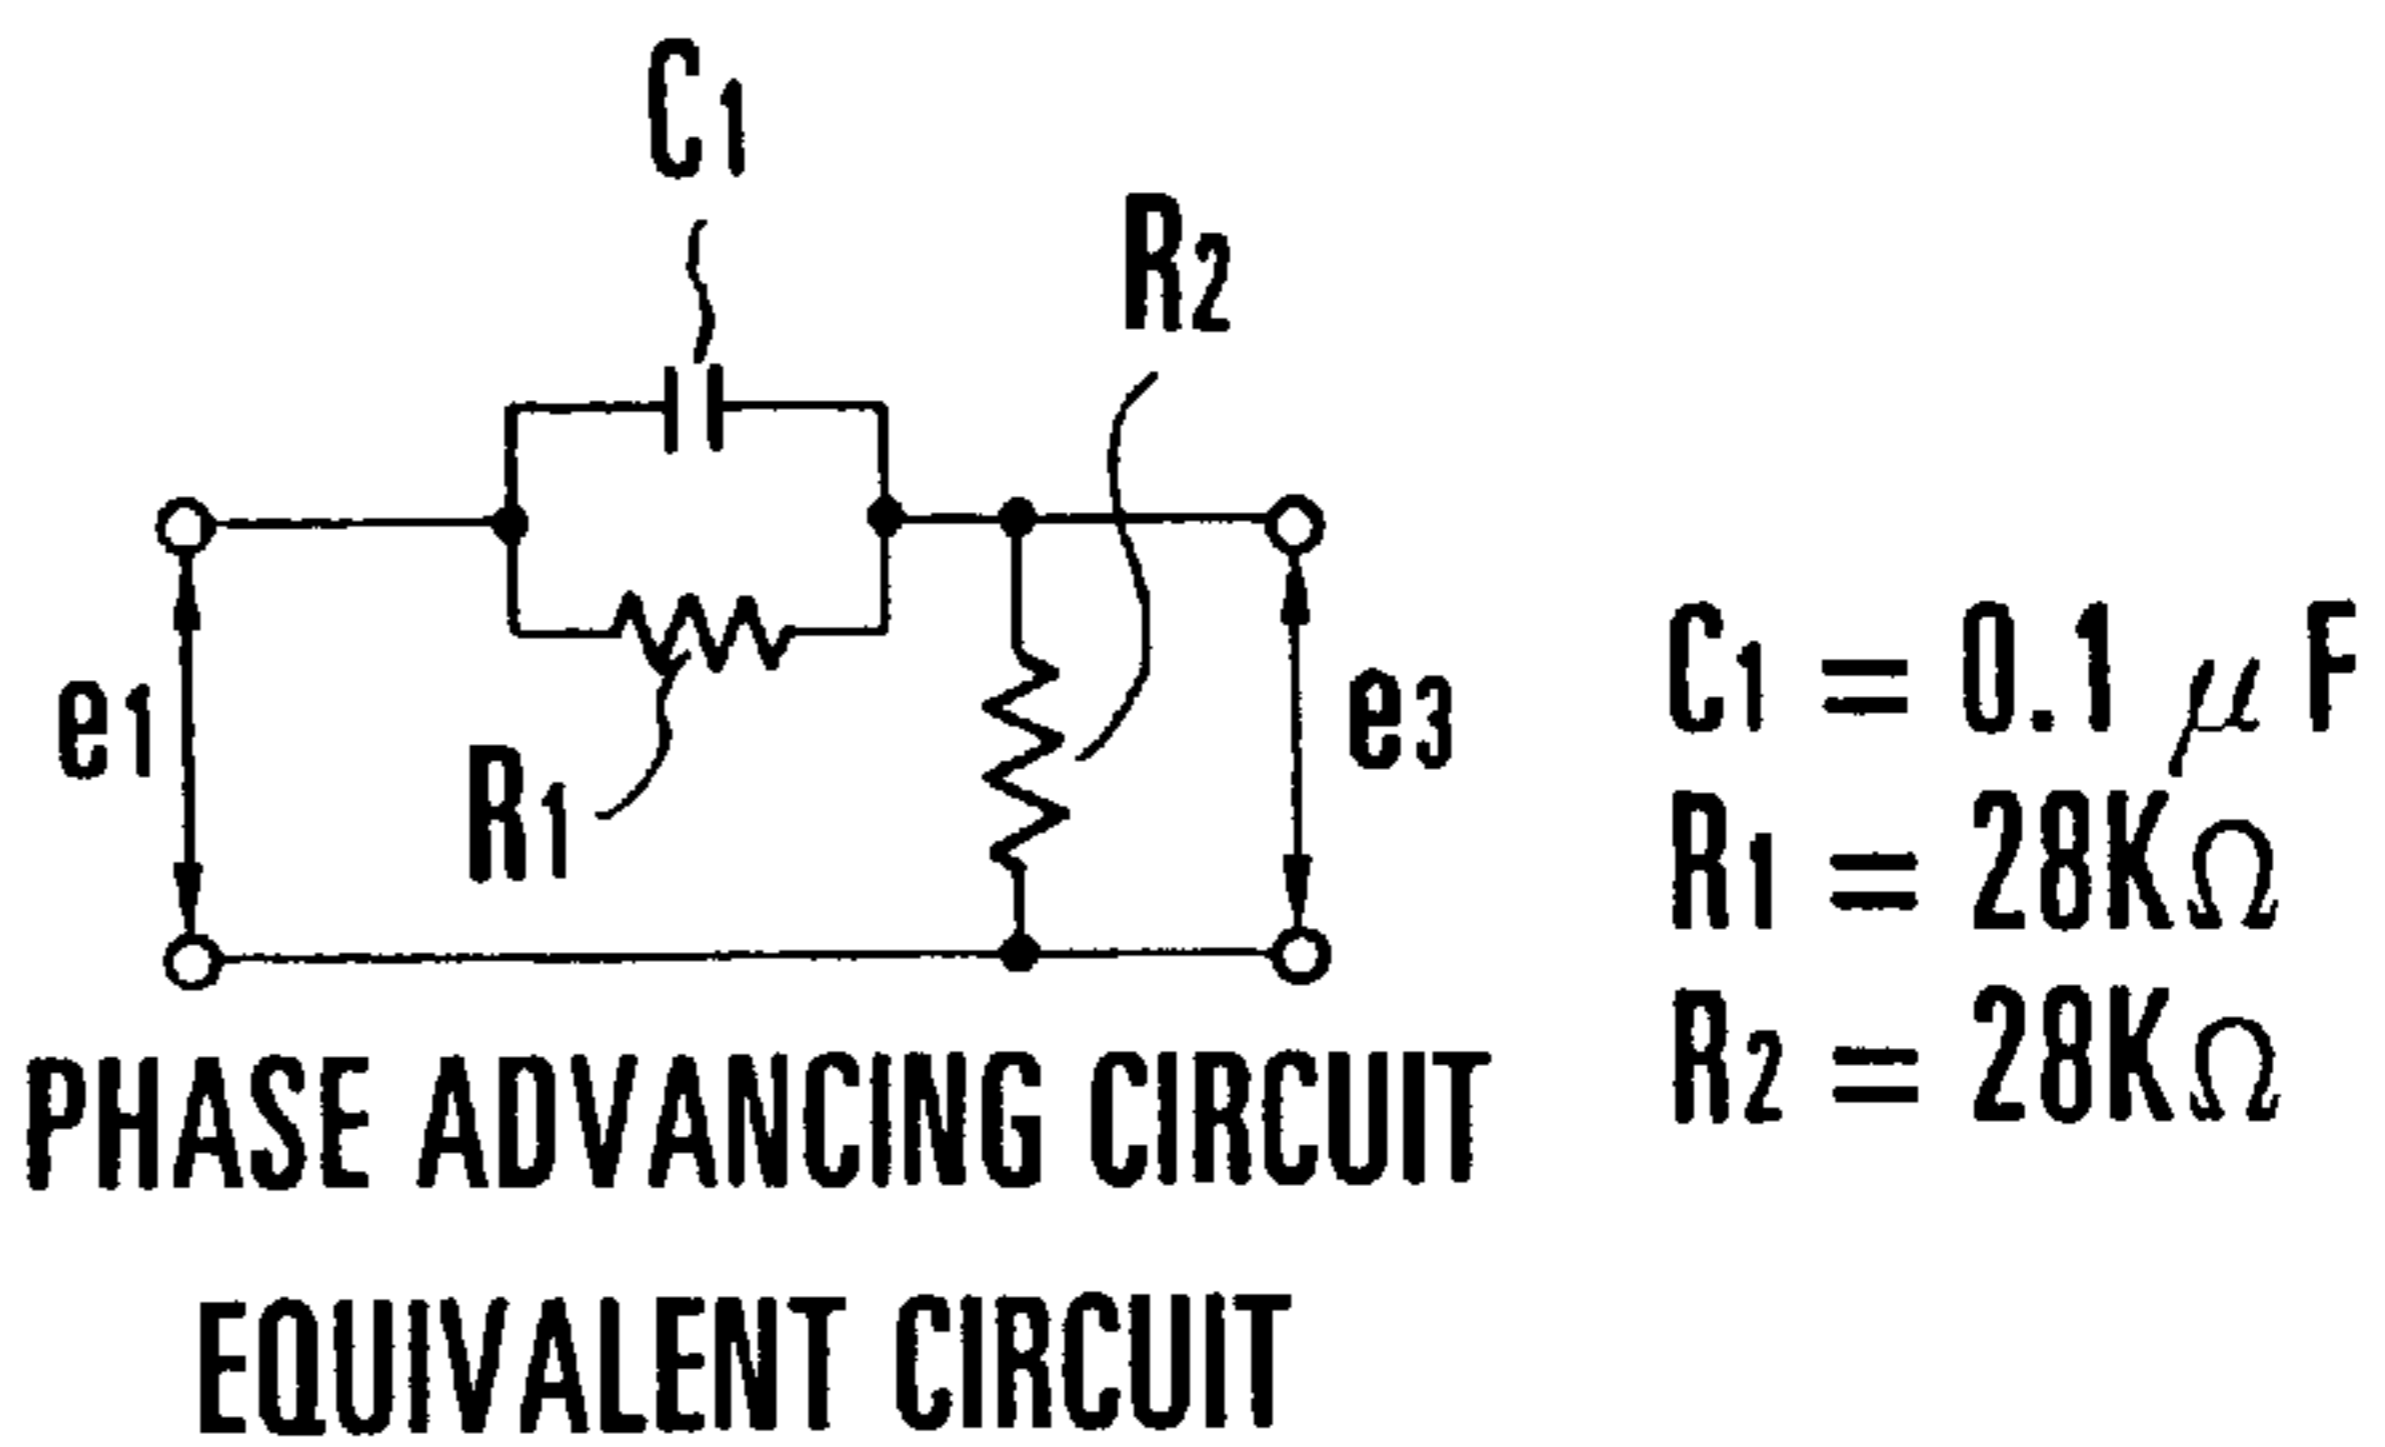 C1
R2
e1
R1
e3
C1 = 0.1 μF
R1 = 28KΩ
R2 = 28KΩ
PHASE ADVANCING CIRCUIT
EQUIVALENT CIRCUIT